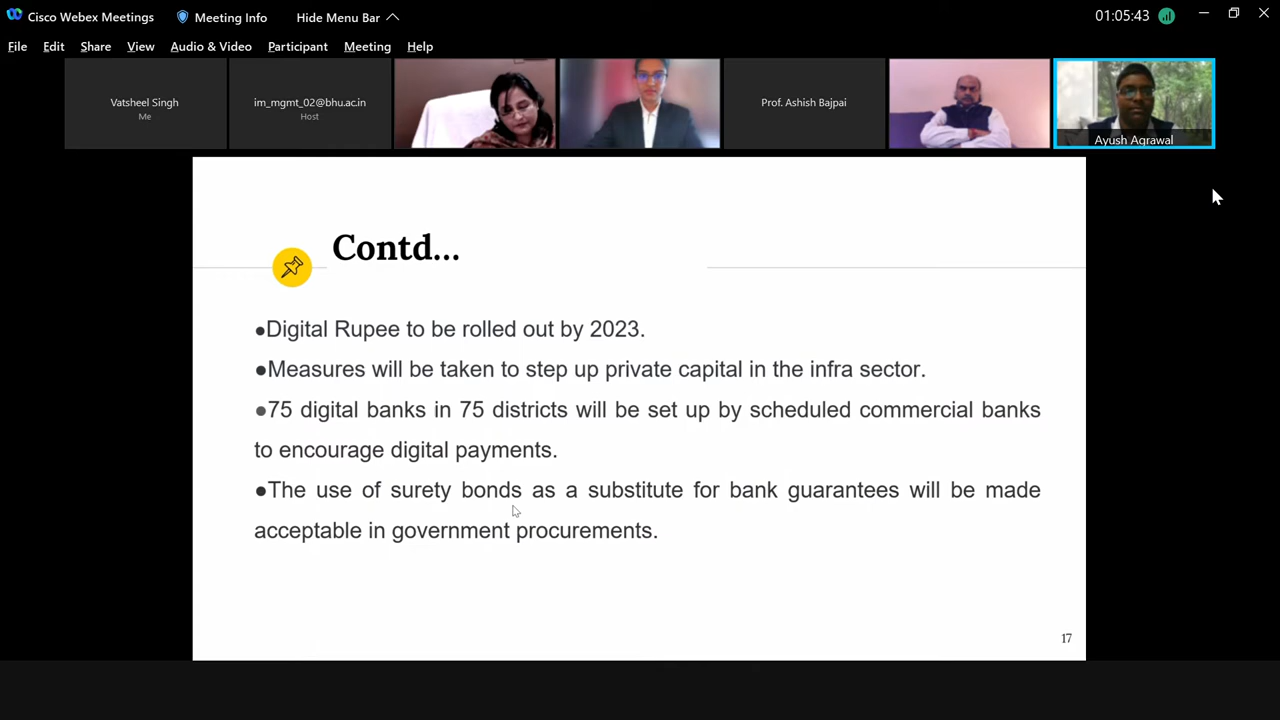 Cisco Webex Meetings Meeting Info Hide Menu Bar 01:05:43
File Edit Share View Audio & Video Participant Meeting Help
Vatsheel Singh
Me
im_mgmt_02@bhu.ac.in
Host
Prof. Ashish Bajpai
Ayush Agrawal
Contd...
●Digital Rupee to be rolled out by 2023.
●Measures will be taken to step up private capital in the infra sector.
●75 digital banks in 75 districts will be set up by scheduled commercial banks
to encourage digital payments.
●The use of surety bonds as a substitute for bank guarantees will be made
acceptable in government procurements.
17